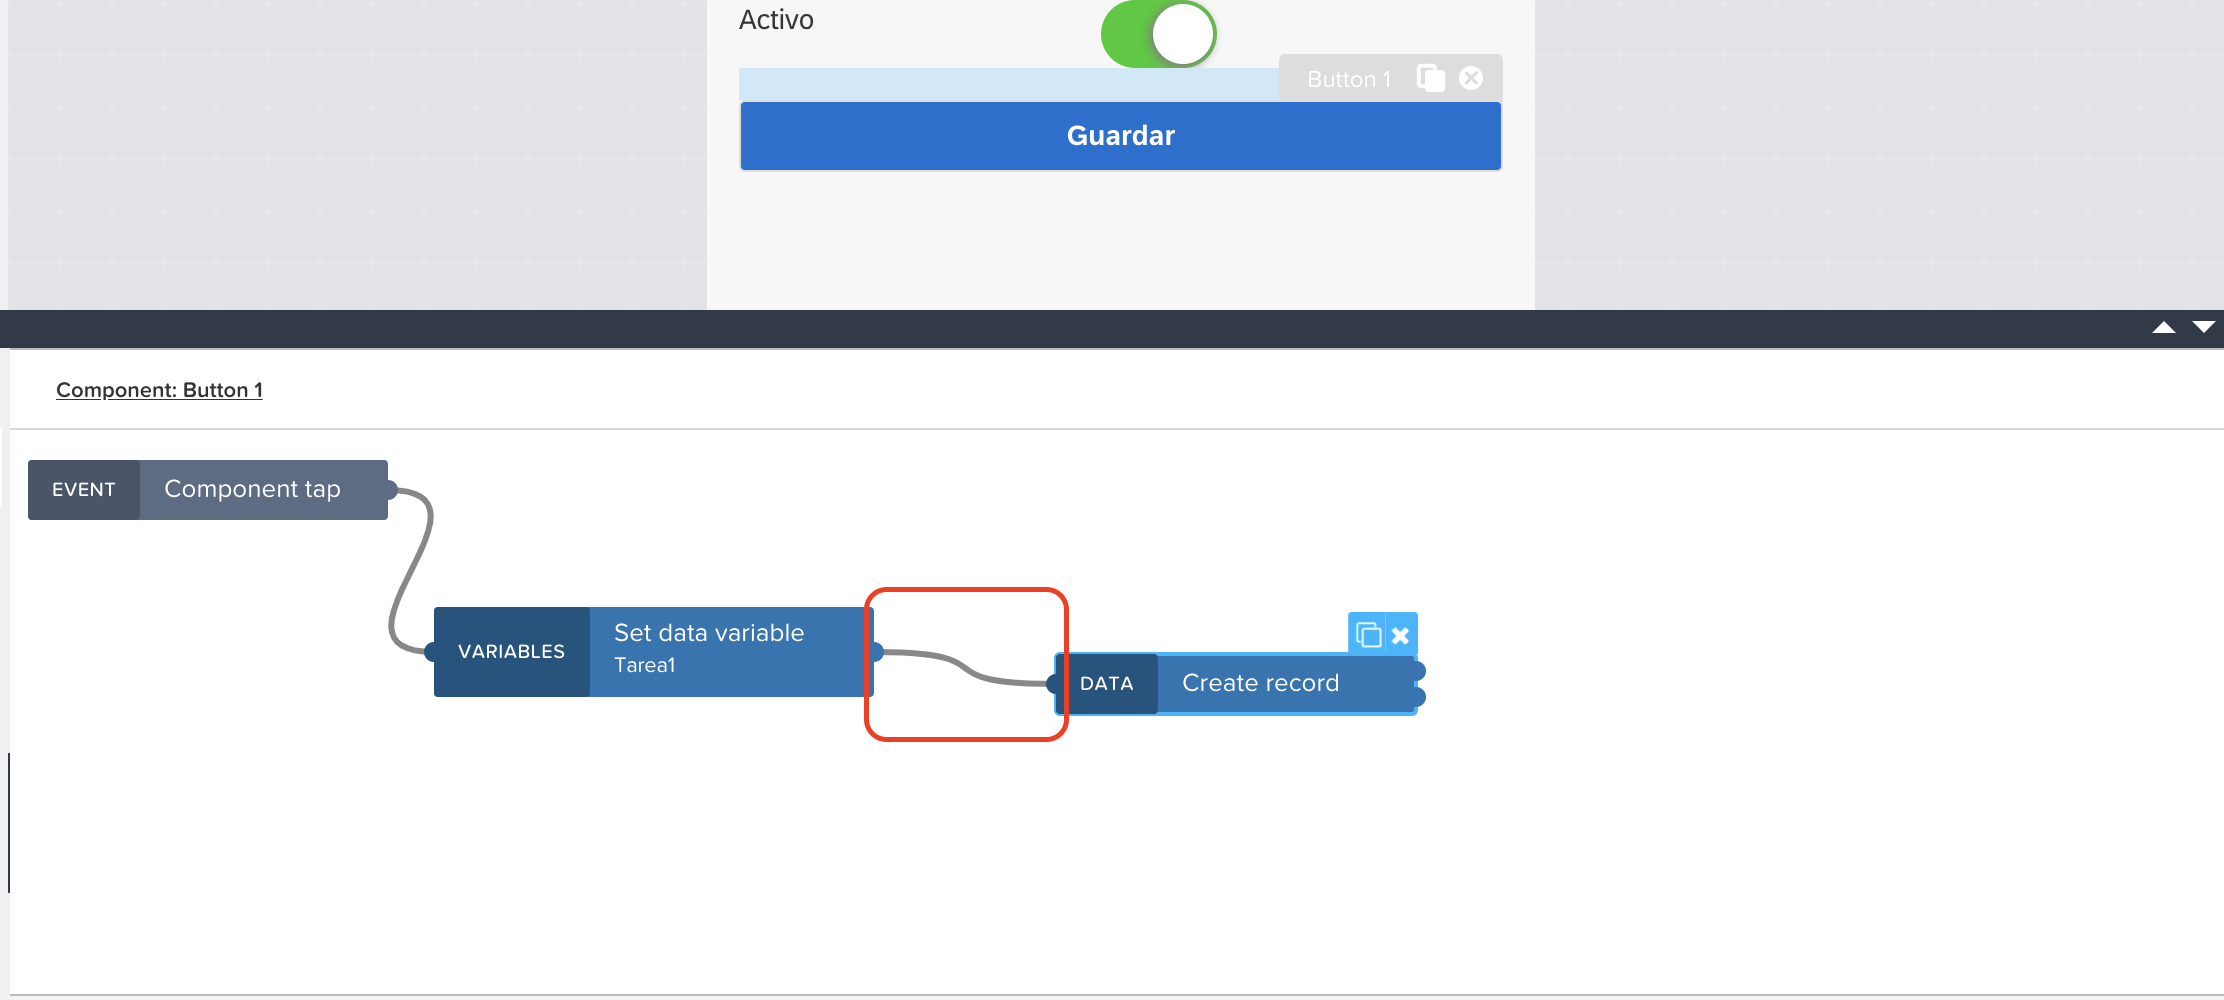 Activo
Button 1
Guardar
Component: Button 1
EVENT
Component tap
VARIABLES
Set data variable
Tarea1
DATA
Create record